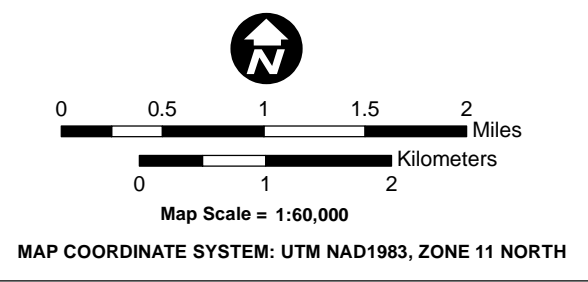 N
0 0.5 1 1.5 2
Miles
Kilometers
0 1 2
Map Scale = 1:60,000
MAP COORDINATE SYSTEM: UTM NAD1983, ZONE 11 NORTH